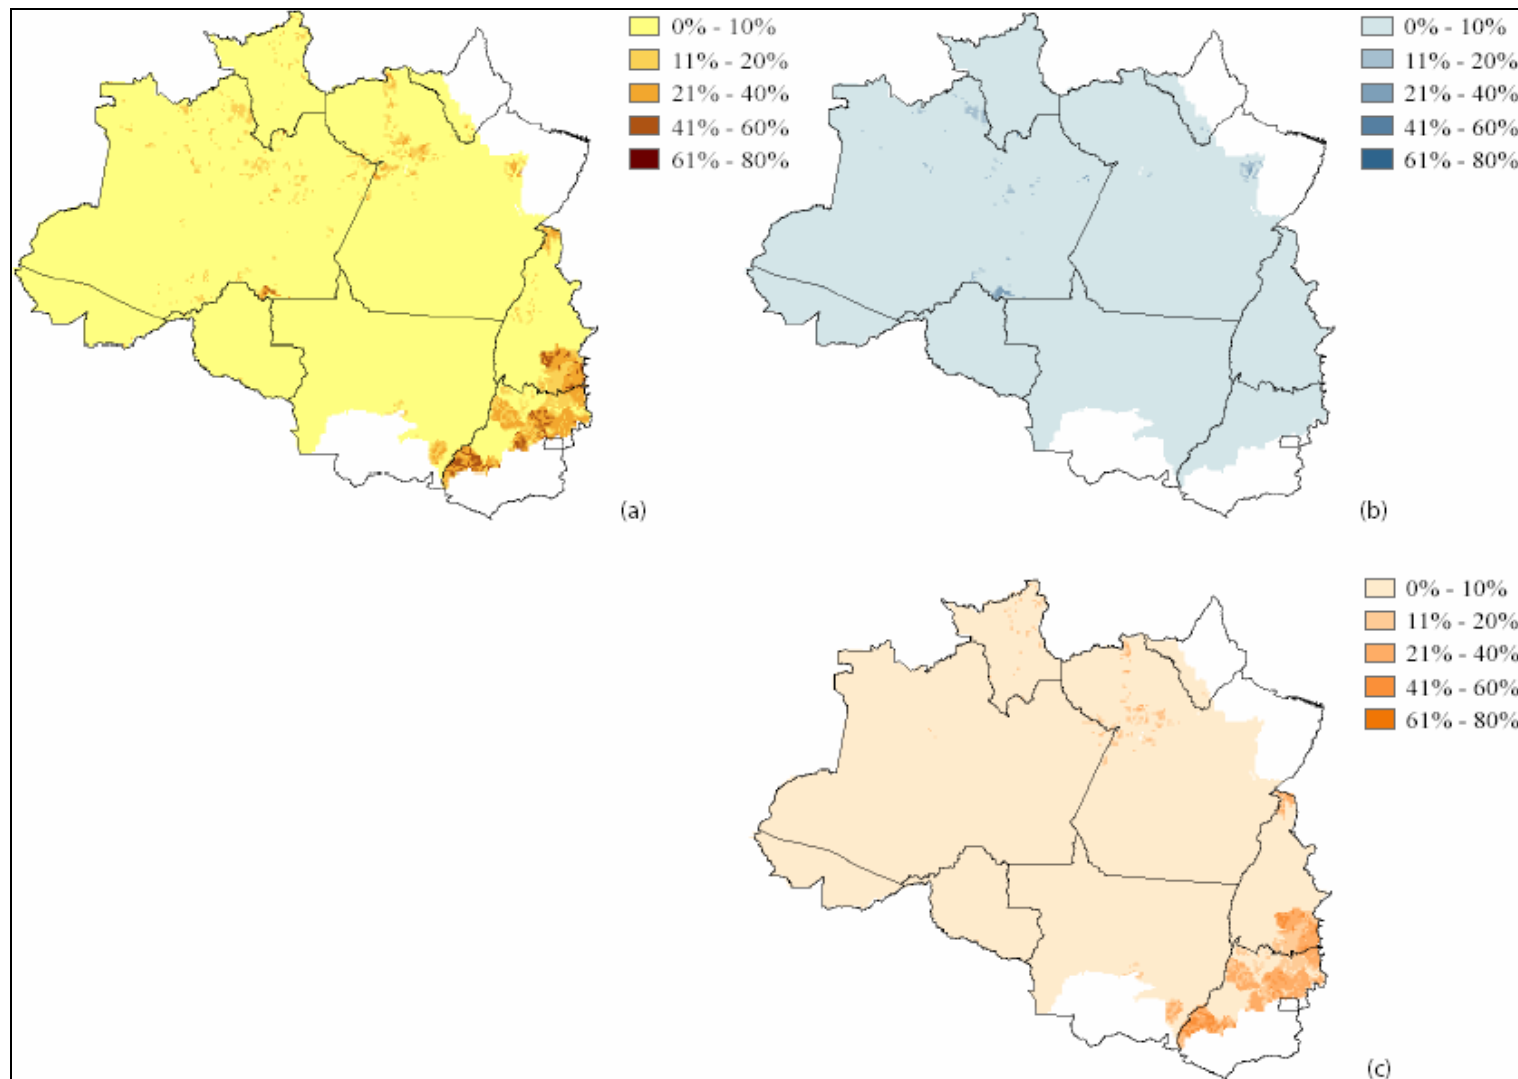 0% - 10%
11% - 20%
21% - 40%
41% - 60%
61% - 80%
(a)
0% - 10%
11% - 20%
21% - 40%
41% - 60%
61% - 80%
(b)
0% - 10%
11% - 20%
21% - 40%
41% - 60%
61% - 80%
(c)